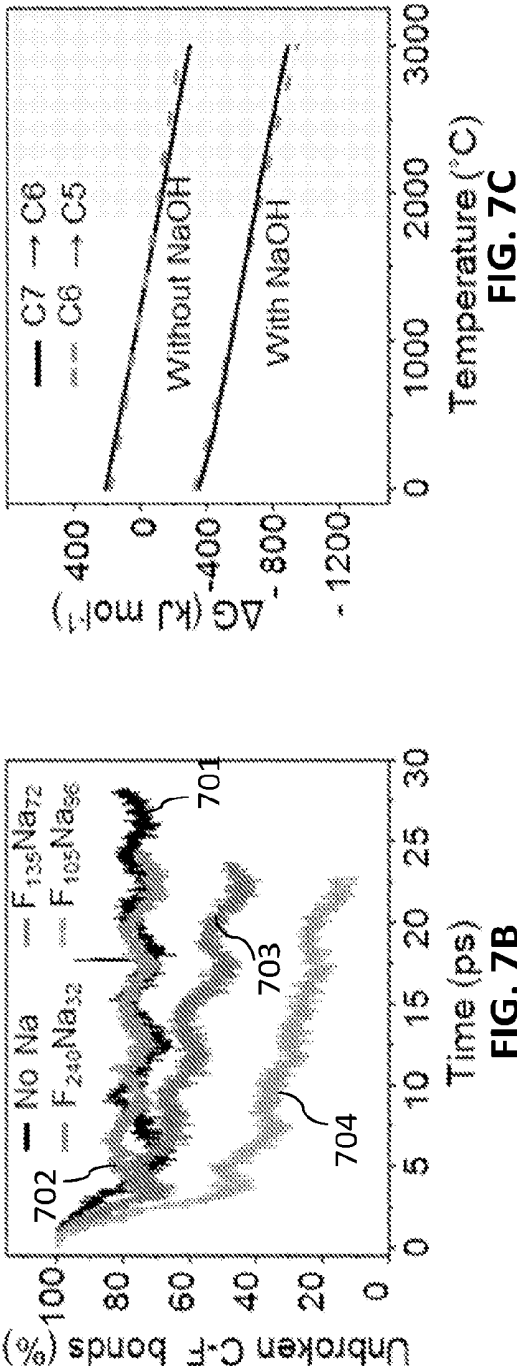 Unbroken C-F
bonds (%)
100
80
60
40
20
0
No Na
F₂₄₀Na₃₂
F₁₃₅Na₇₂
F₁₀₅Na₉₆
701
702
703
704
0 5 10 15 20 25 30
Time (ps)
FIG. 7B
ΔG (kJ mol⁻¹)
400
0
- 400
- 800
- 1200
C7 → C6
C6 → C5
Without NaOH
With NaOH
0 1000 2000 3000
Temperature (°C)
FIG. 7C